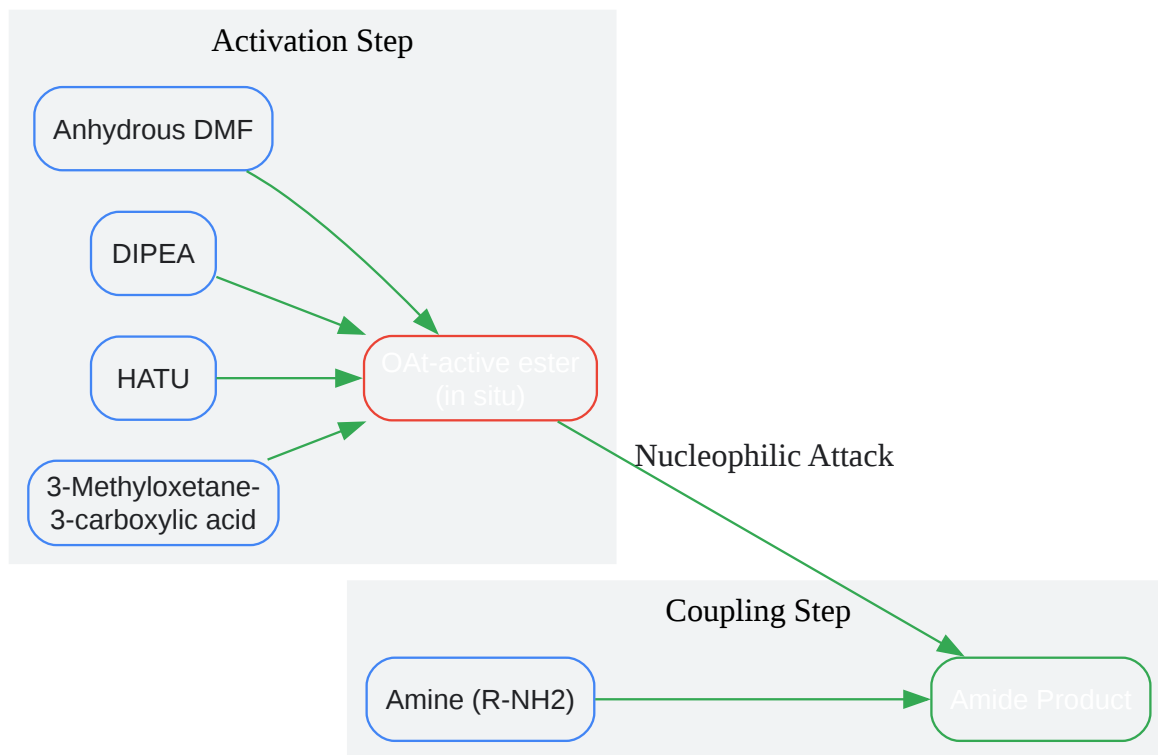 Activation Step
Anhydrous DMF
DIPEA
HATU
OAt-active ester
(in situ)
3-Methyloxetane-
3-carboxylic acid
Nucleophilic Attack
Coupling Step
Amine (R-NH2)
Amide Product